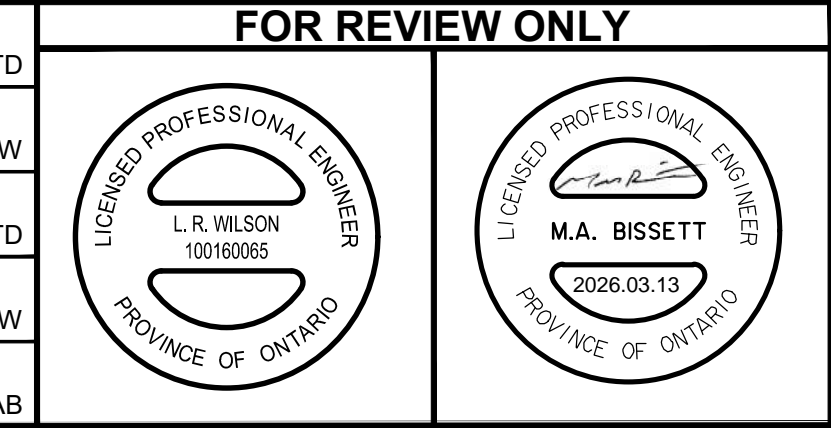 FOR REVIEW ONLY
TD
W
TD
W
AB
LICENSED PROFESSIONAL ENGINEER
L. R. WILSON
100160065
PROVINCE OF ONTARIO
LICENSED PROFESSIONAL ENGINEER
M.A. BISSETT
2026.03.13
PROVINCE OF ONTARIO